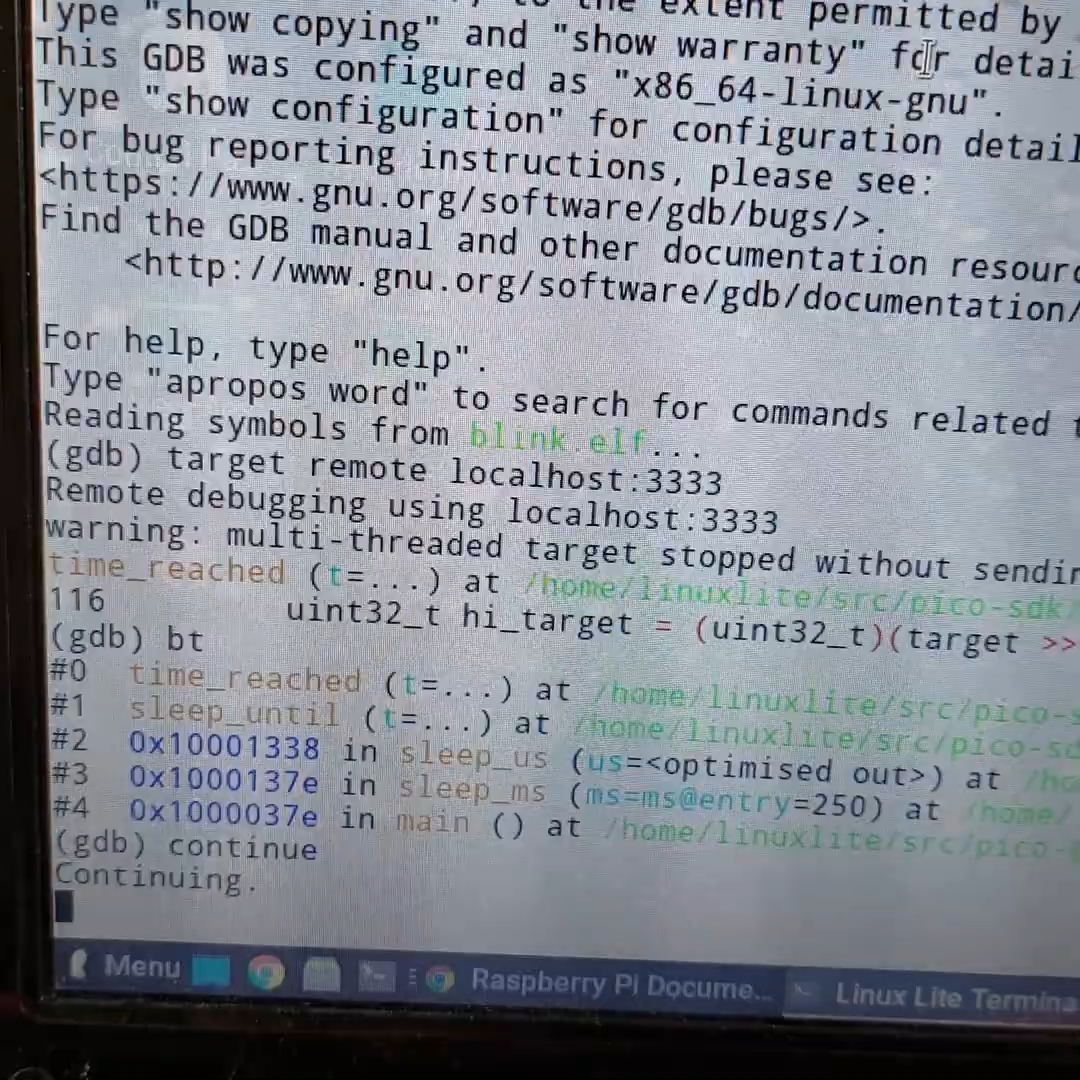 Type "show copying" and "show warranty" for detai
This GDB was configured as "x86_64-linux-gnu".
Type "show configuration" for configuration detail
For bug reporting instructions, please see:
<https://www.gnu.org/software/gdb/bugs/>.
Find the GDB manual and other documentation resourc
<http://www.gnu.org/software/gdb/documentation/
For help, type "help".
Type "apropos word" to search for commands related t
Reading symbols from blink.elf...
(gdb) target remote localhost:3333
Remote debugging using localhost:3333
warning: multi-threaded target stopped without sendin
time_reached (t=...) at /home/linuxlite/src/pico-sdk/
116 uint32_t hi_target = (uint32_t)(target >>
(gdb) bt
#0 time_reached (t=...) at /home/linuxlite/src/pico-s
#1 sleep_until (t=...) at /home/linuxlite/src/pico-sd
#2 0x10001338 in sleep_us (us=<optimised out>) at /ho
#3 0x1000137e in sleep_ms (ms=ms@entry=250) at /home/
#4 0x1000037e in main () at /home/linuxlite/src/pico-
(gdb) continue
Continuing.
Menu Raspberry Pi Docume... Linux Lite Termina